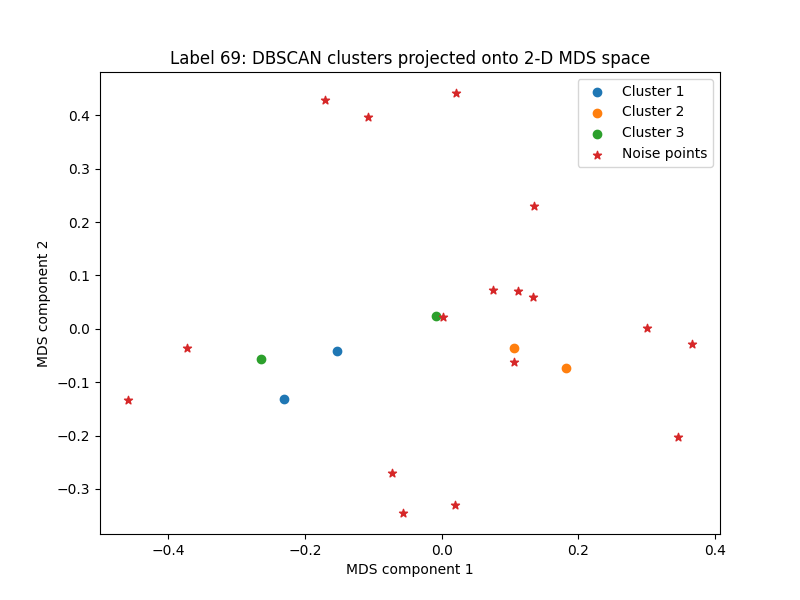 Label 69: DBSCAN clusters projected onto 2-D MDS space
Cluster 1
Cluster 2
Cluster 3
Noise points
MDS component 2
0.4
0.3
0.2
0.1
0.0
−0.1
−0.2
−0.3
−0.4
−0.2
0.0
0.2
0.4
MDS component 1